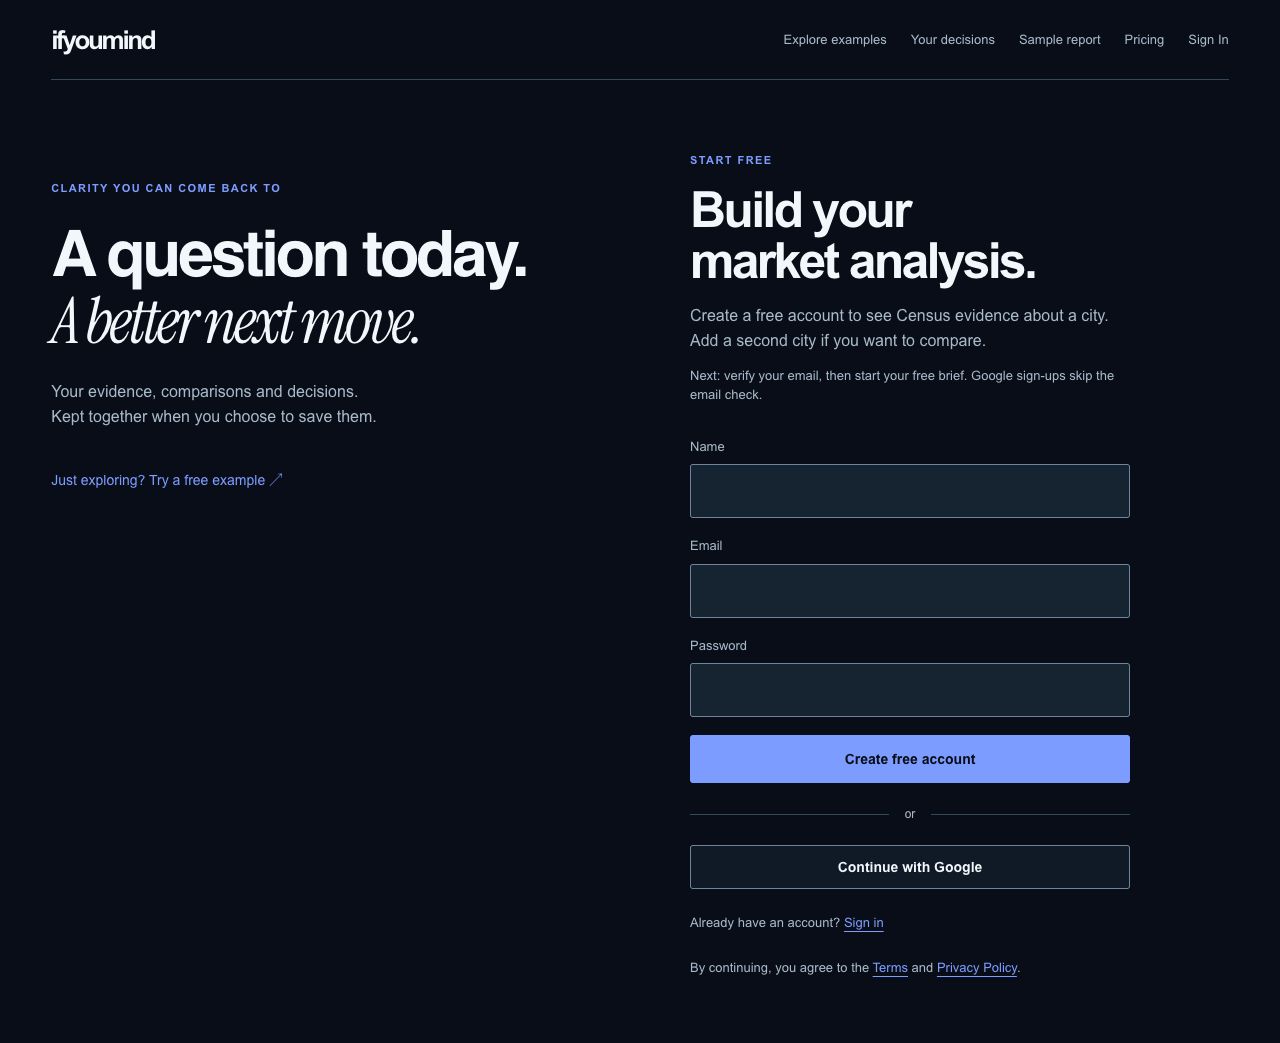 ifyoumind
Explore examples
Your decisions
Sample report
Pricing
Sign In
CLARITY YOU CAN COME BACK TO
A question today.
A better next move.
Your evidence, comparisons and decisions.
Kept together when you choose to save them.
Just exploring? Try a free example ↗
START FREE
Build your
market analysis.
Create a free account to see Census evidence about a city.
Add a second city if you want to compare.
Next: verify your email, then start your free brief. Google sign-ups skip the
email check.
Name
Email
Password
Create free account
or
Continue with Google
Already have an account? Sign in
By continuing, you agree to the Terms and Privacy Policy.